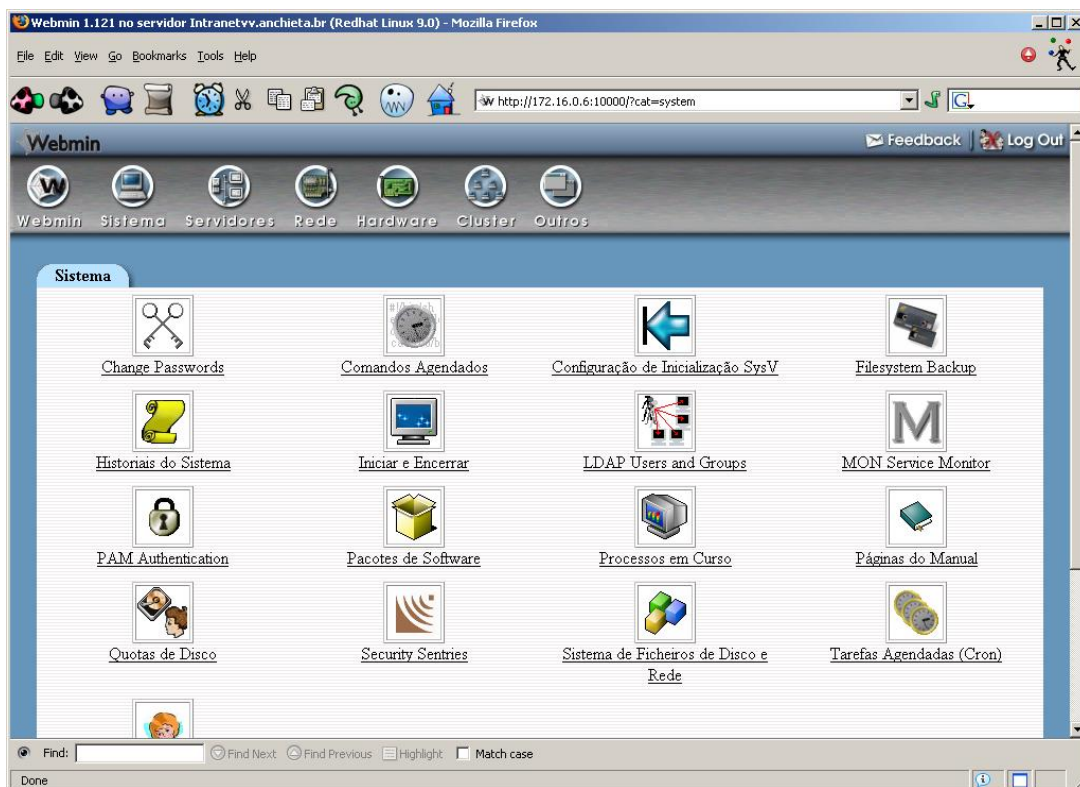 Webmin 1.121 no servidor Intranetvv.anchieta.br (Redhat Linux 9.0) - Mozilla Firefox
File Edit View Go Bookmarks Tools Help
http://172.16.0.6:10000/?cat=system
Webmin
Feedback Log Out
Webmin Sistema Servidores Rede Hardware Cluster Outros
Sistema
Change Passwords Comandos Agendados Configuração de Inicialização SysV Filesystem Backup
Historiais do Sistema Iniciar e Encerrar LDAP Users and Groups MON Service Monitor
PAM Authentication Pacotes de Software Processos em Curso Páginas do Manual
Quotas de Disco Security Sentries Sistema de Ficheiros de Disco e Rede Tarefas Agendadas (Cron)
Find: Find Next Find Previous Highlight Match case
Done